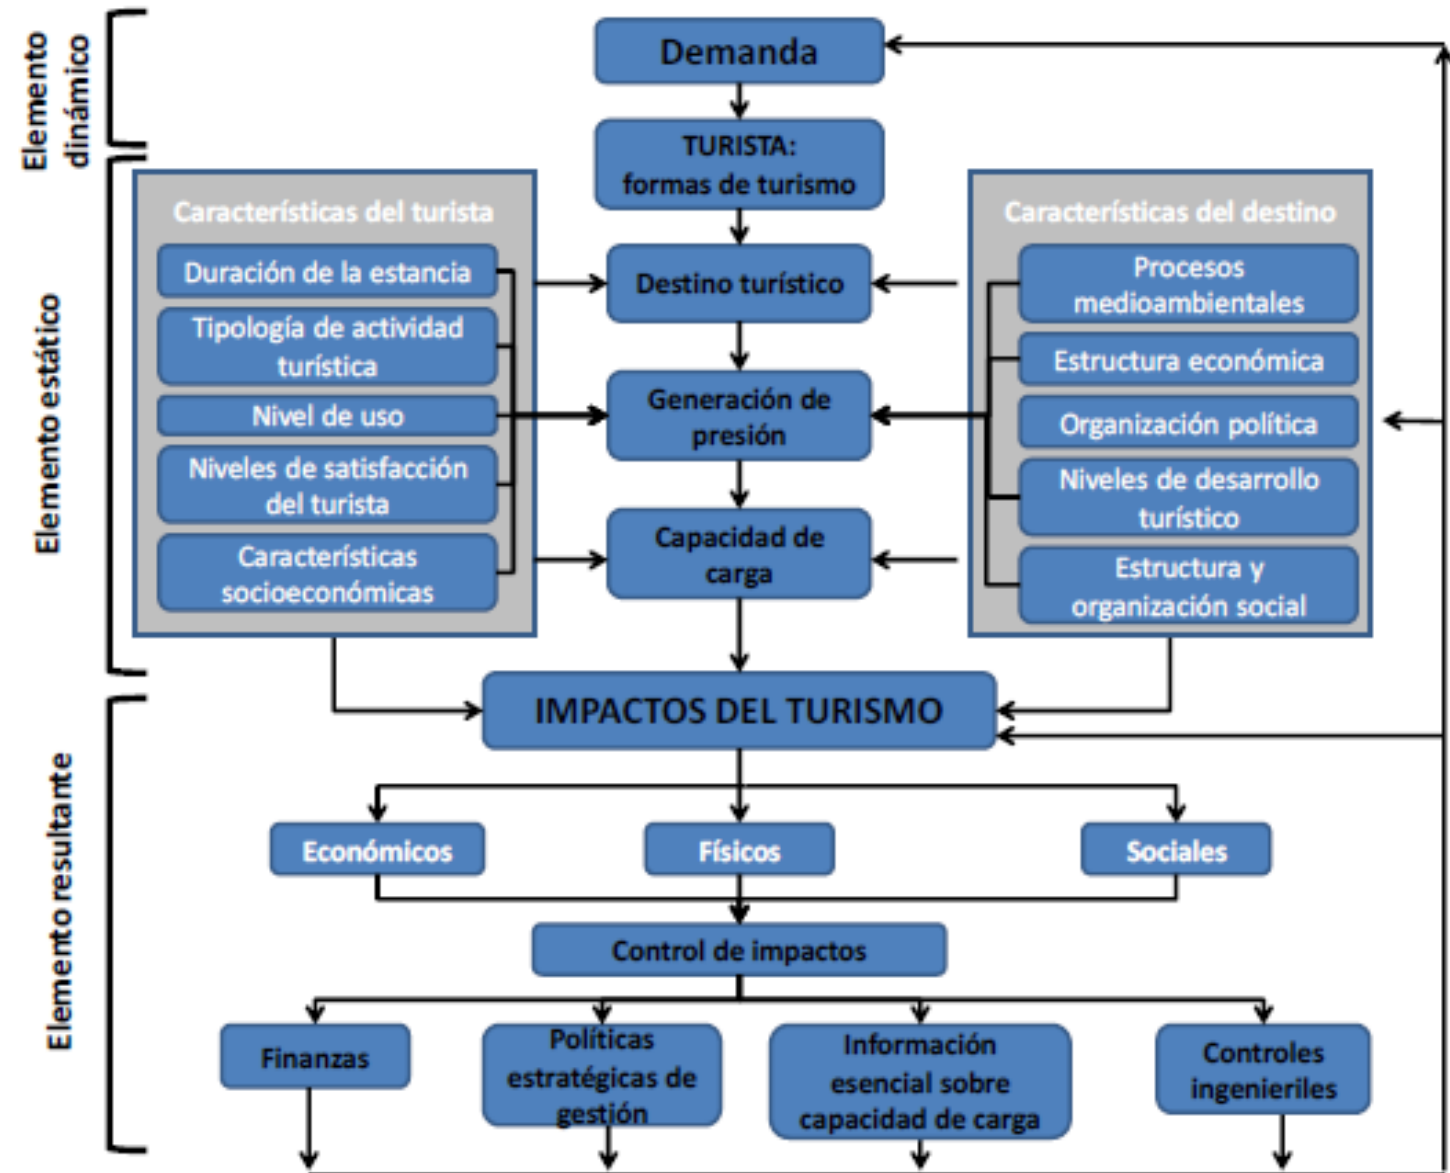 Elemento
dinámico
Demanda
TURISTA:
formas de turismo
Elemento estático
Características del turista
Duración de la estancia
Tipología de actividad
turística
Nivel de uso
Niveles de satisfacción
del turista
Características
socioeconómicas
Destino turístico
Generación de
presión
Capacidad de
carga
Características del destino
Procesos
medioambientales
Estructura económica
Organización política
Niveles de desarrollo
turístico
Estructura y
organización social
Elemento resultante
IMPACTOS DEL TURISMO
Económicos
Físicos
Sociales
Control de impactos
Finanzas
Políticas
estratégicas de
gestión
Información
esencial sobre
capacidad de carga
Controles
ingenieriles